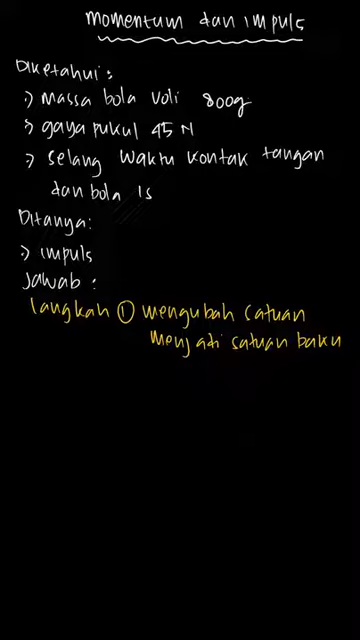 momentum dan impuls
Diketahui :
-) massa bola voli 800g
-) gaya pukul 45 N
-) selang waktu kontak tangan
dan bola 1s
Ditanya:
-) impuls
Jawab :
langkah ① mengubah satuan
menjati satuan baku